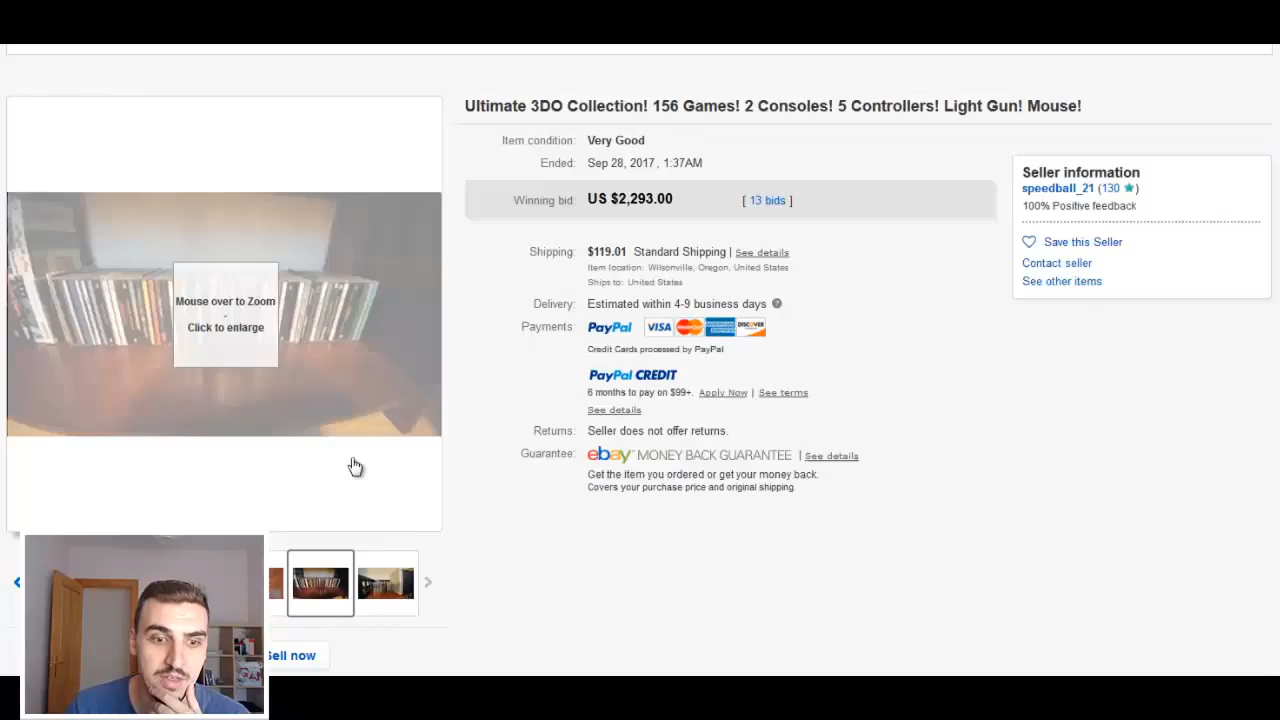 Ultimate 3DO Collection! 156 Games! 2 Consoles! 5 Controllers! Light Gun! Mouse!
Item condition: Very Good
Ended: Sep 28, 2017 , 1:37AM
Winning bid: US $2,293.00 [ 13 bids ]
Shipping: $119.01 Standard Shipping | See details
Item location: Wilsonville, Oregon, United States
Ships to: United States
Delivery: Estimated within 4-9 business days ?
Payments: PayPal VISA MasterCard AMERICAN EXPRESS DISCOVER
Credit Cards processed by PayPal
PayPal CREDIT
6 months to pay on $99+. Apply Now | See terms
See details
Returns: Seller does not offer returns.
Guarantee: ebay MONEY BACK GUARANTEE | See details
Get the item you ordered or get your money back.
Covers your purchase price and original shipping.
Seller information
speedball_21 (130 ★)
100% Positive feedback
Save this Seller
Contact seller
See other items
Mouse over to Zoom
-
Click to enlarge
Sell now